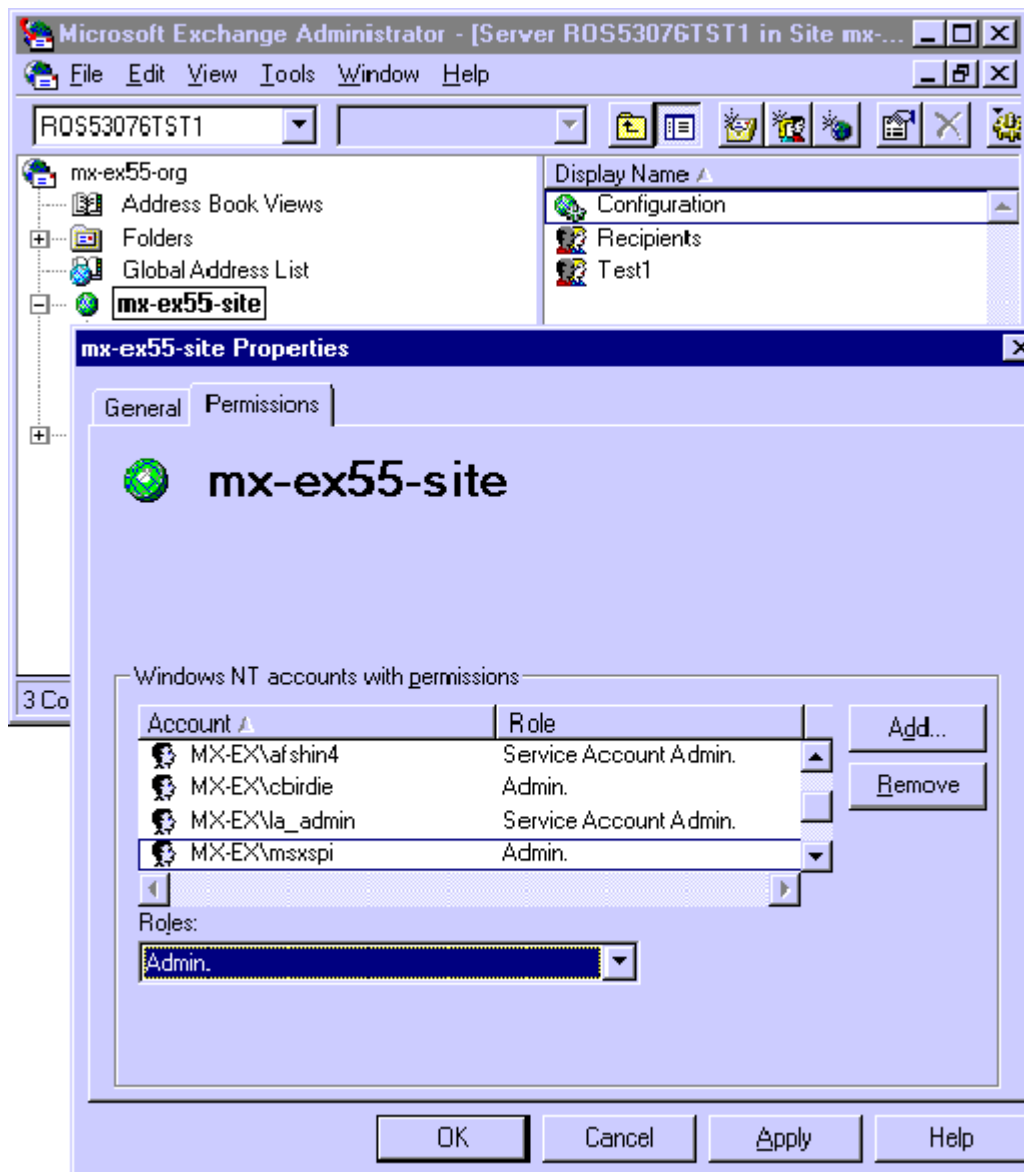 Microsoft Exchange Administrator - [Server ROS53076TST1 in Site mx-...
File Edit View Tools Window Help
ROS53076TST1
mx-ex55-org
Address Book Views
Folders
Global Address List
mx-ex55-site
Display Name
Configuration
Recipients
Test1
mx-ex55-site Properties
General Permissions
mx-ex55-site
Windows NT accounts with permissions
Account Role
MX-EX\afshin4 Service Account Admin.
MX-EX\cbirdie Admin.
MX-EX\la_admin Service Account Admin.
MX-EX\msxspi Admin.
Add...
Remove
Roles:
Admin.
3 Co
OK Cancel Apply Help